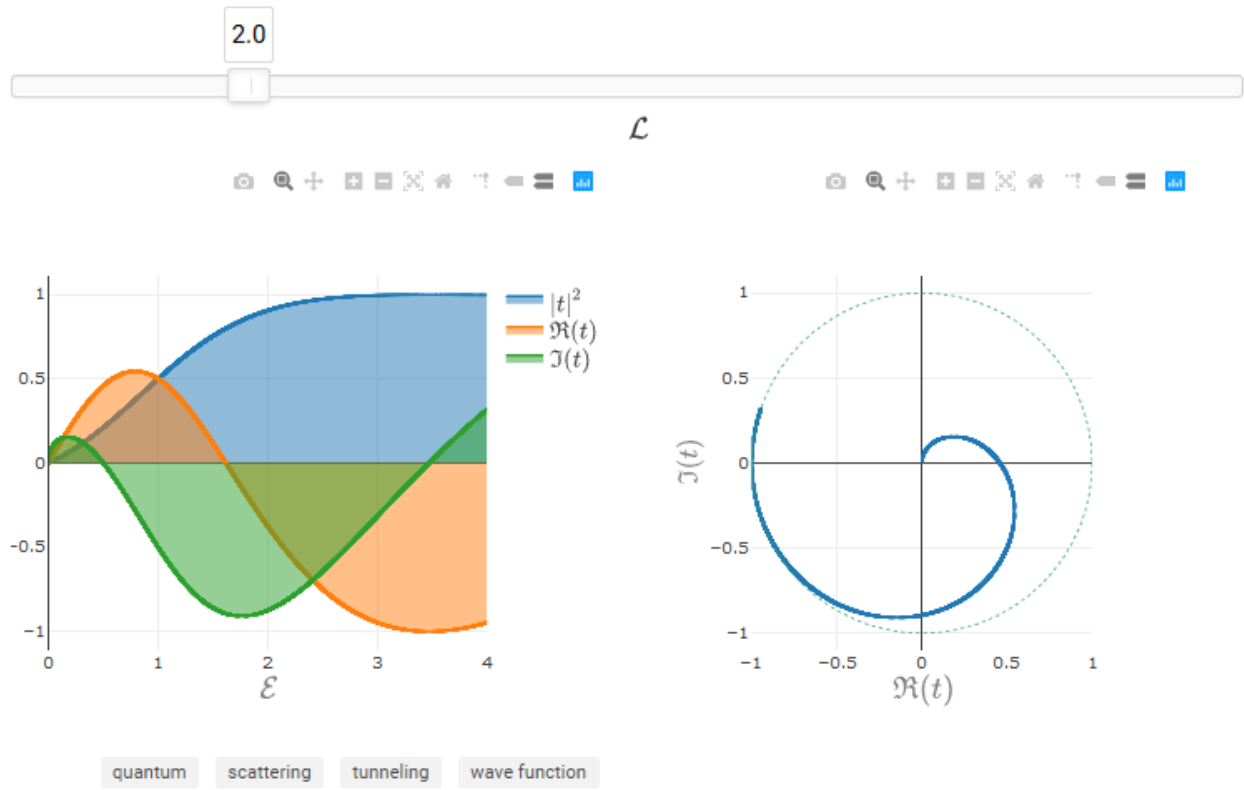 2.0
ℒ
1
0.5
0
−0.5
−1
0 1 2 3 4
ℰ
|t|²
ℜ(t)
ℑ(t)
1
0.5
0
−0.5
−1
ℑ(t)
−1 −0.5 0 0.5 1
ℜ(t)
quantum scattering tunneling wave function